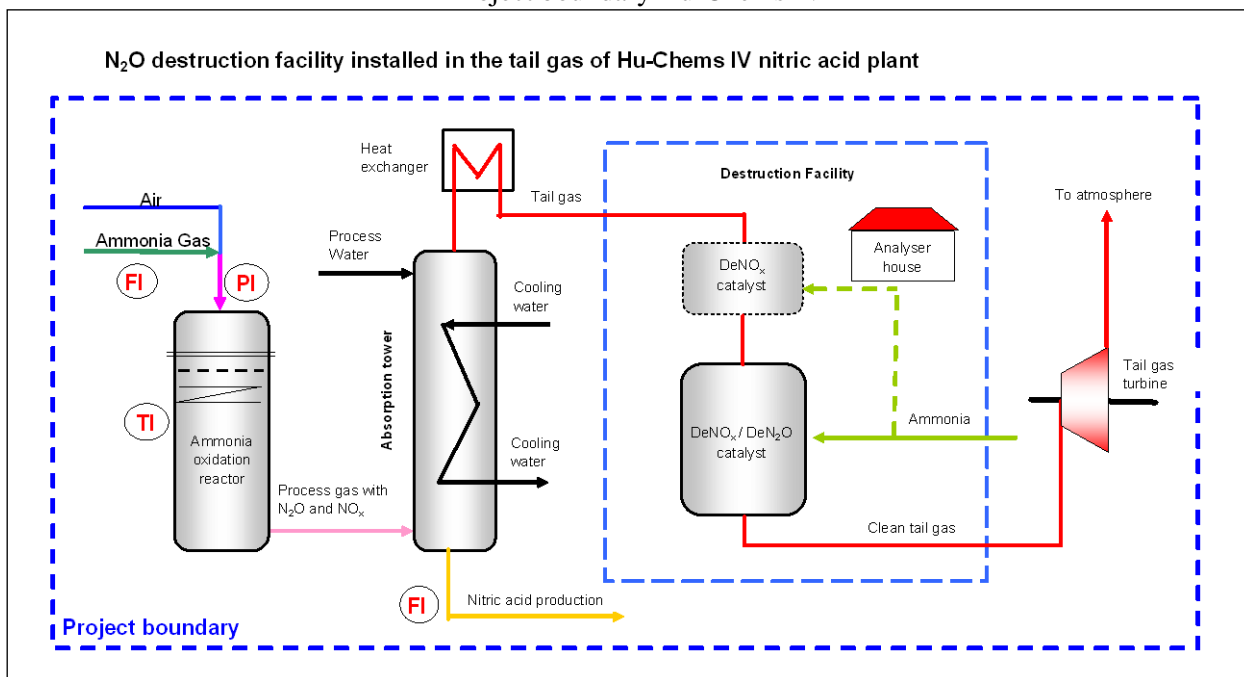 N₂O destruction facility installed in the tail gas of Hu-Chems IV nitric acid plant
Heat
exchanger
Tail gas
Destruction Facility
To atmosphere
Air
Ammonia Gas
FI
PI
Process
Water
Cooling
water
DeNOₓ
catalyst
Analyser
house
Absorption tower
TI
Ammonia
oxidation
reactor
Cooling
water
DeNOₓ / DeN₂O
catalyst
Ammonia
Tail gas
turbine
Process gas with
N₂O and NOₓ
Clean tail gas
FI
Nitric acid production
Project boundary